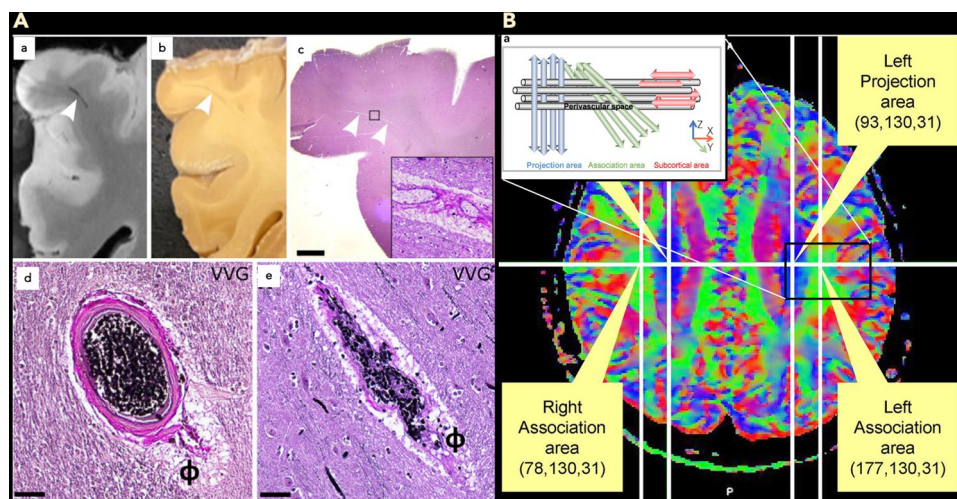 A
B
a
b
c
VVG
d
VVG
e
ϕ
ϕ
a
Perivascular space
Z
X
Y
Projection area
Association area
Subcortical area
Left
Projection
area
(93,130,31)
Right
Association
area
(78,130,31)
Left
Association
area
(177,130,31)
P